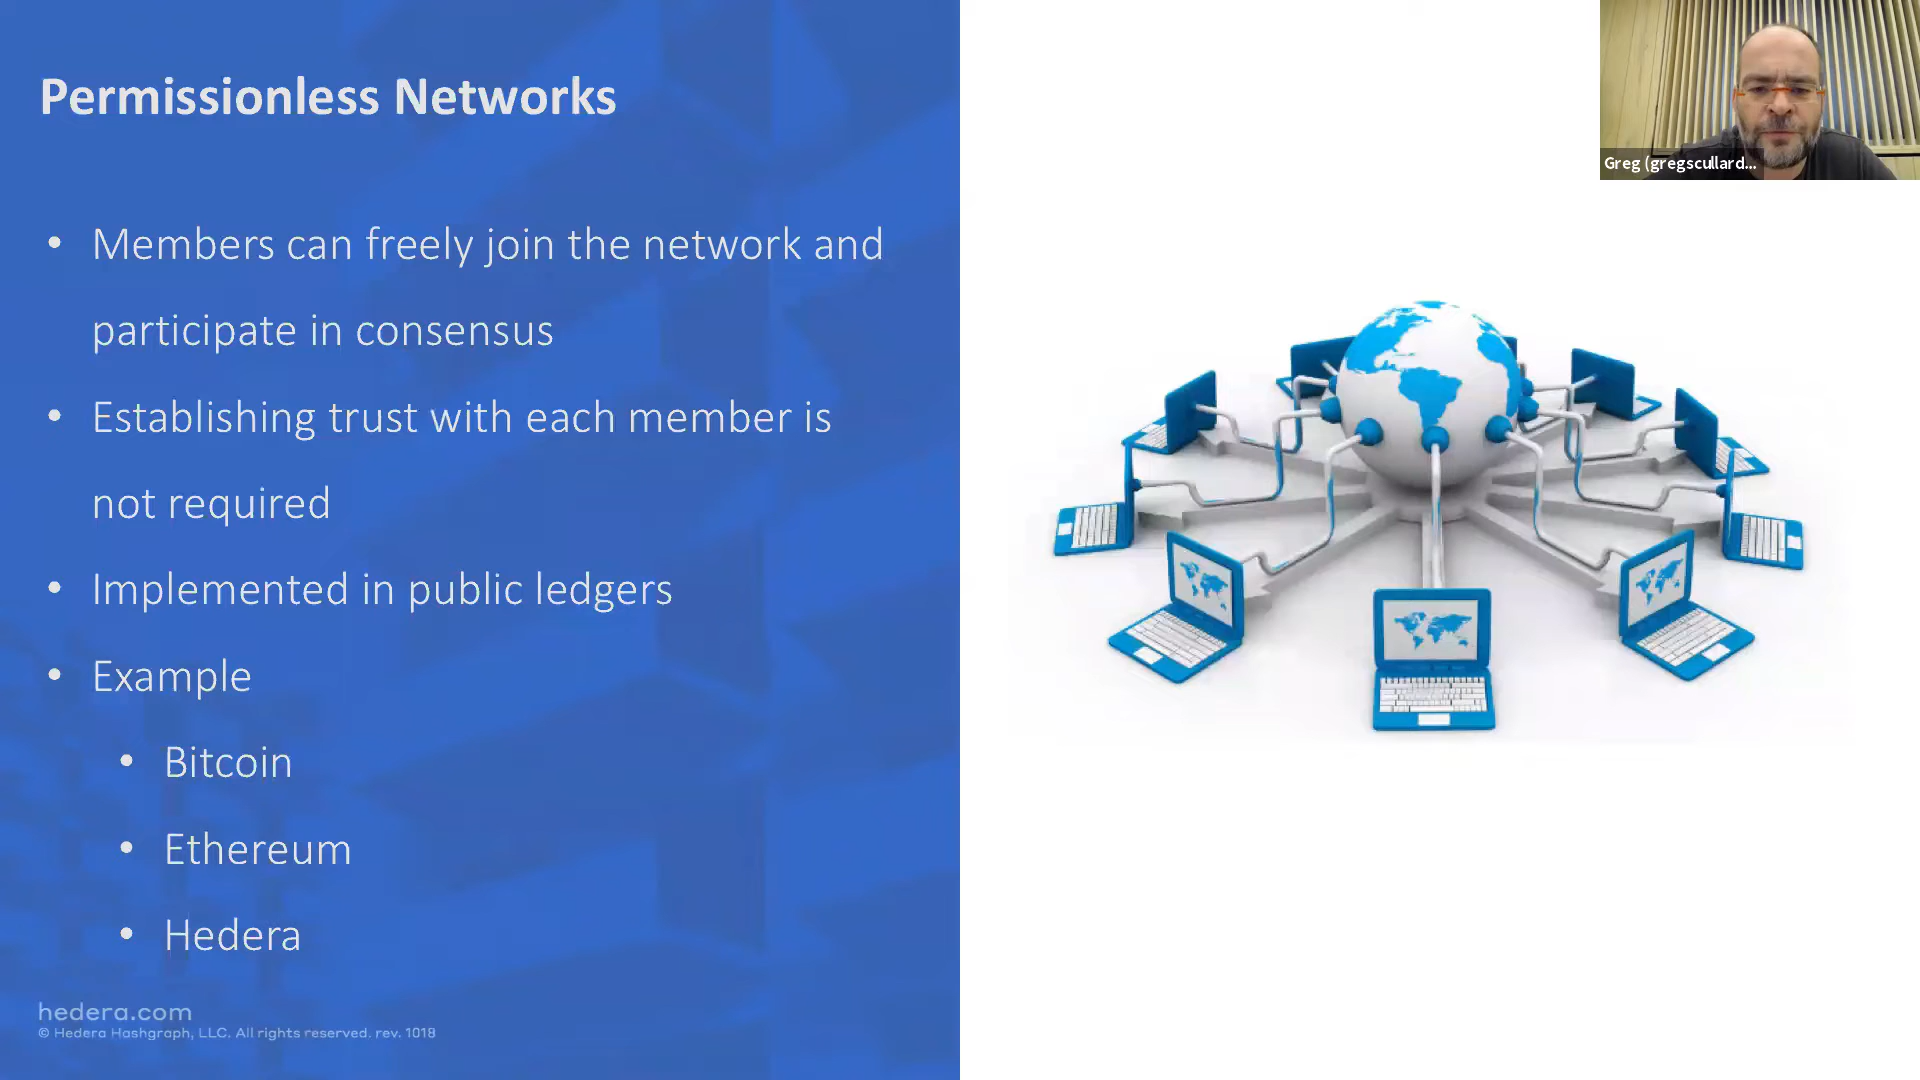 Permissionless Networks
Greg (gregscullard...
• Members can freely join the network and
participate in consensus
• Establishing trust with each member is
not required
• Implemented in public ledgers
• Example
• Bitcoin
• Ethereum
• Hedera
hedera.com
© Hedera Hashgraph, LLC. All rights reserved. rev. 1018